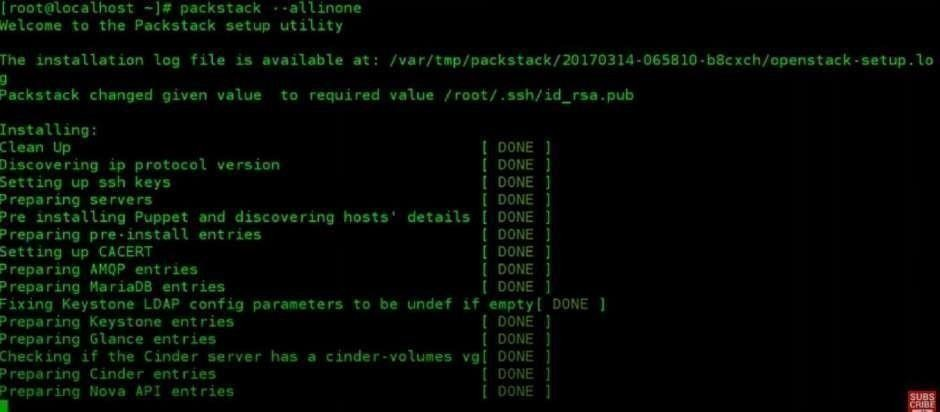 [root@localhost ~]# packstack --allinone
Welcome to the Packstack setup utility
The installation log file is available at: /var/tmp/packstack/20170314-065810-b8cxch/openstack-setup.lo
g
Packstack changed given value  to required value /root/.ssh/id_rsa.pub
Installing:
Clean Up [ DONE ]
Discovering ip protocol version [ DONE ]
Setting up ssh keys [ DONE ]
Preparing servers [ DONE ]
Pre installing Puppet and discovering hosts' details [ DONE ]
Preparing pre-install entries [ DONE ]
Setting up CACERT [ DONE ]
Preparing AMQP entries [ DONE ]
Preparing MariaDB entries [ DONE ]
Fixing Keystone LDAP config parameters to be undef if empty[ DONE ]
Preparing Keystone entries [ DONE ]
Preparing Glance entries [ DONE ]
Checking if the Cinder server has a cinder-volumes vg[ DONE ]
Preparing Cinder entries [ DONE ]
Preparing Nova API entries [ DONE ]
SUBS
CRIBE